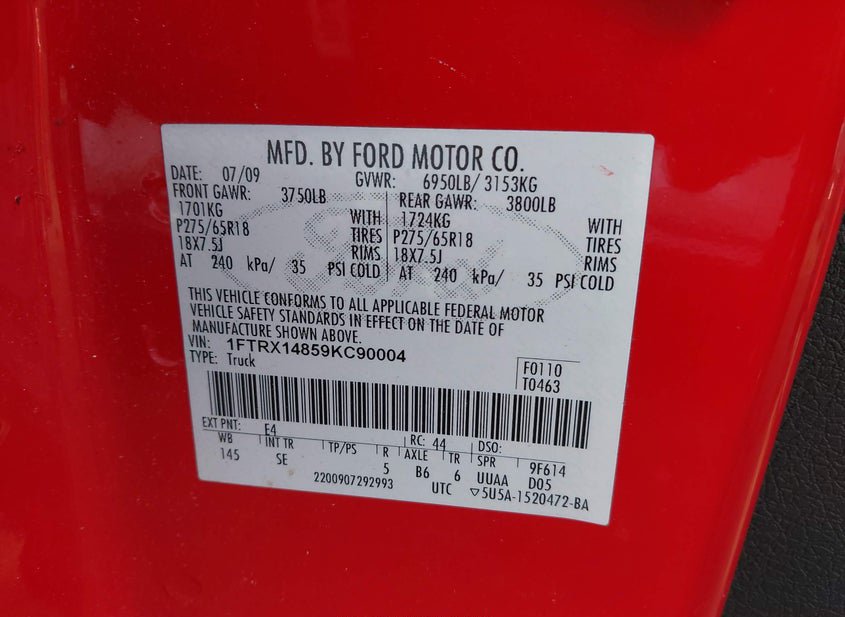 MFD. BY FORD MOTOR CO.
DATE: 07/09 GVWR: 6950LB/ 3153KG
FRONT GAWR: 3750LB REAR GAWR: 3800LB
1701KG WITH 1724KG WITH
P275/65R18 TIRES P275/65R18 TIRES
18X7.5J RIMS 18X7.5J RIMS
AT 240 kPa/ 35 PSI COLD AT 240 kPa/ 35 PSI COLD
THIS VEHICLE CONFORMS TO ALL APPLICABLE FEDERAL MOTOR
VEHICLE SAFETY STANDARDS IN EFFECT ON THE DATE OF
MANUFACTURE SHOWN ABOVE.
VIN: 1FTRX14859KC90004
TYPE: Truck
F0110
T0463
EXT PNT: E4 RC: 44 DSO:
WB INT TR TP/PS R AXLE TR SPR 9F614
145 SE 5 B6 6 UUAA D05
2200907292993 UTC ▽5U5A-1520472-BA